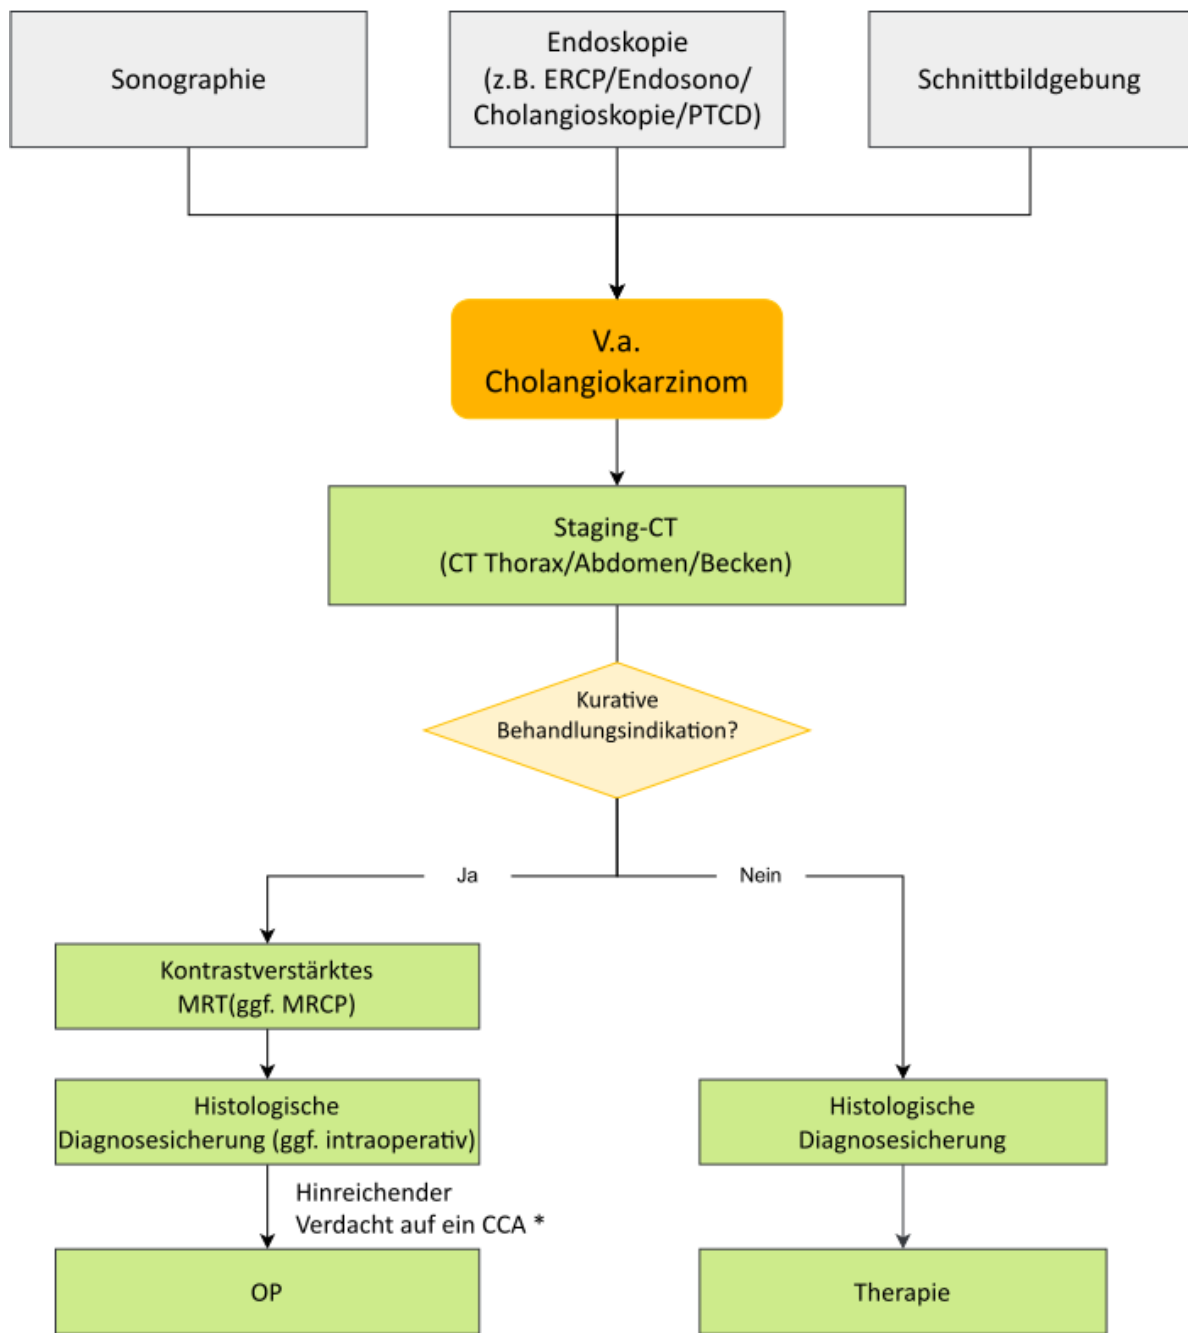 Sonographie
Endoskopie
(z.B. ERCP/Endosono/
Cholangioskopie/PTCD)
Schnittbildgebung
V.a.
Cholangiokarzinom
Staging-CT
(CT Thorax/Abdomen/Becken)
Kurative
Behandlungsindikation?
Ja
Nein
Kontrastverstärktes
MRT(ggf. MRCP)
Histologische
Diagnosesicherung (ggf. intraoperativ)
Histologische
Diagnosesicherung
Hinreichender
Verdacht auf ein CCA *
OP
Therapie